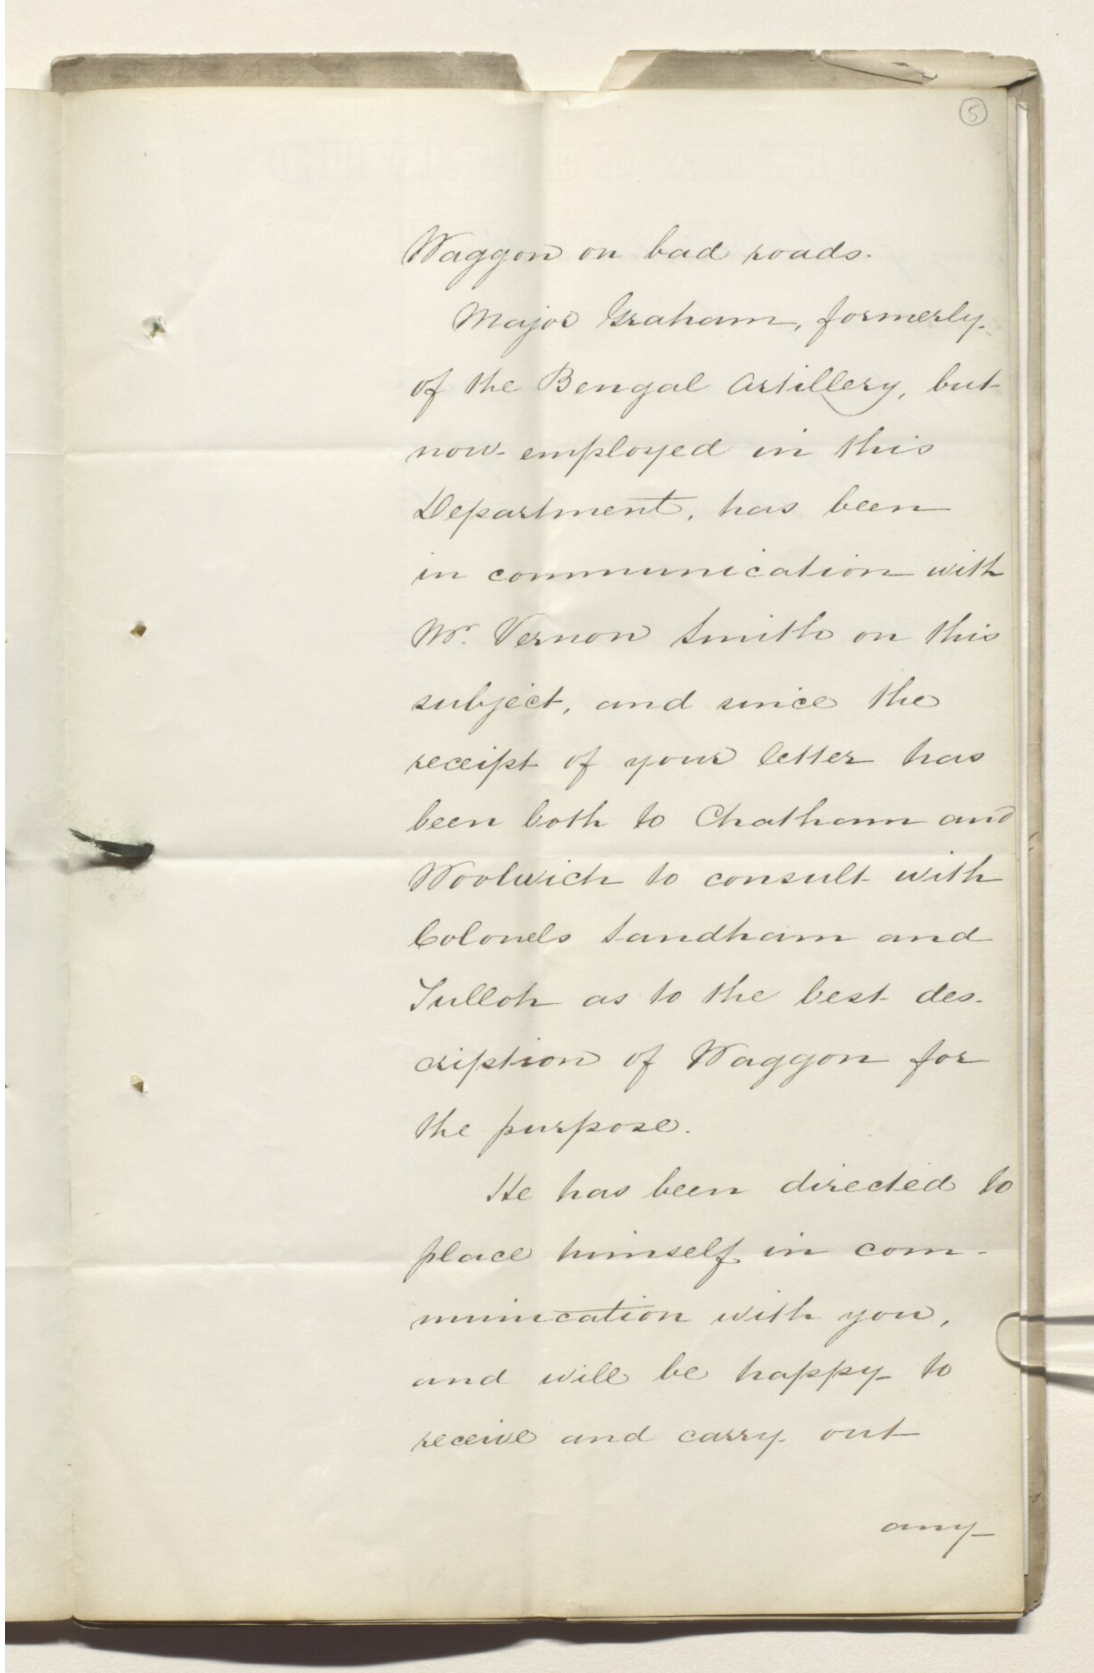 5
Waggon on bad roads.
Major Graham, formerly
of the Bengal Artillery, but
now employed in this
Department, has been
in communication with
Mr. Vernon Smith on this
subject, and since the
receipt of your letter has
been both to Chatham and
Woolwich to consult with
Colonels Sandham and
Tulloh as to the best des-
cription of Waggon for
the purpose.
He has been directed to
place himself in com-
munication with you,
and will be happy to
receive and carry out
any